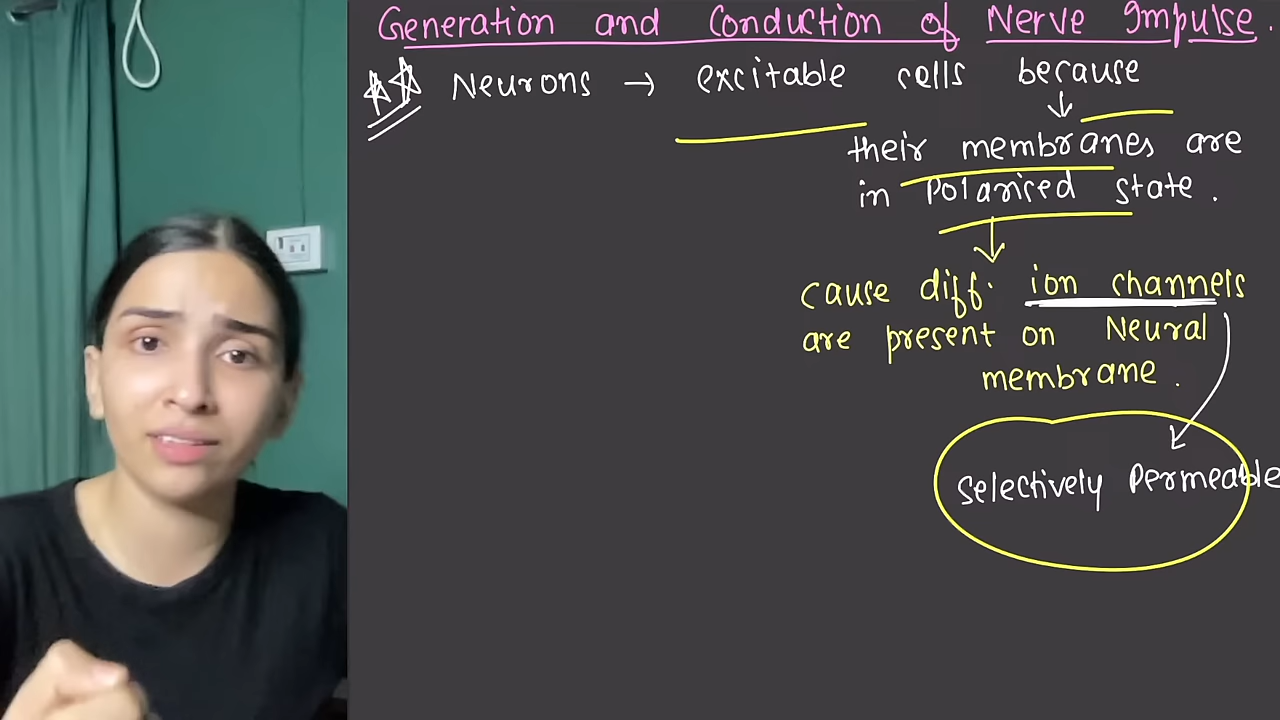 Generation and Conduction of Nerve Impulse.
Neurons → excitable cells because
↓
their membranes are
in Polarised state.
↓
cause diff. ion channels
are present on Neural
membrane.
Selectively Permeable